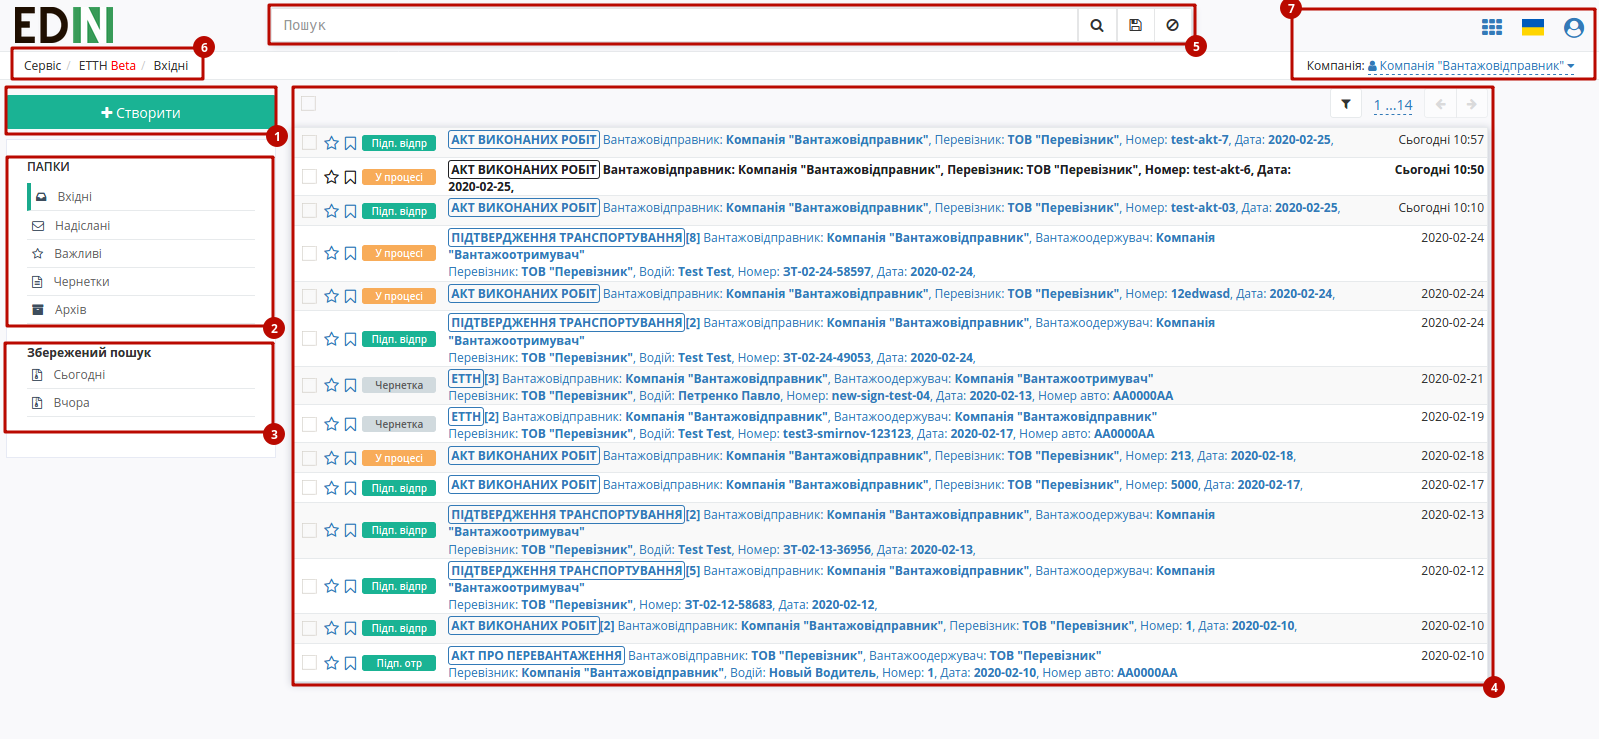 EDIN
Пошук
5
7
6
Сервіс / ЕТТН Beta / Вхідні
Компанія: Компанія "Вантажовідправник"
Створити
1
ПАПКИ
Вхідні
Надіслані
Важливі
Чернетки
Архів
2
Збережений пошук
Сьогодні
Вчора
3
1 ...14
Підп. відпр АКТ ВИКОНАНИХ РОБІТ Вантажовідправник: Компанія "Вантажовідправник", Перевізник: ТОВ "Перевізник", Номер: test-akt-7, Дата: 2020-02-25, Сьогодні 10:57
У процесі АКТ ВИКОНАНИХ РОБІТ Вантажовідправник: Компанія "Вантажовідправник", Перевізник: ТОВ "Перевізник", Номер: test-akt-6, Дата: Сьогодні 10:50
2020-02-25,
Підп. відпр АКТ ВИКОНАНИХ РОБІТ Вантажовідправник: Компанія "Вантажовідправник", Перевізник: ТОВ "Перевізник", Номер: test-akt-03, Дата: 2020-02-25, Сьогодні 10:10
ПІДТВЕРДЖЕННЯ ТРАНСПОРТУВАННЯ [8] Вантажовідправник: Компанія "Вантажовідправник", Вантажоодержувач: Компанія 2020-02-24
У процесі "Вантажоотримувач"
Перевізник: ТОВ "Перевізник", Водій: Test Test, Номер: ЗТ-02-24-58597, Дата: 2020-02-24,
У процесі АКТ ВИКОНАНИХ РОБІТ Вантажовідправник: Компанія "Вантажовідправник", Перевізник: ТОВ "Перевізник", Номер: 12edwasd, Дата: 2020-02-24, 2020-02-24
ПІДТВЕРДЖЕННЯ ТРАНСПОРТУВАННЯ [2] Вантажовідправник: Компанія "Вантажовідправник", Вантажоодержувач: Компанія 2020-02-24
Підп. відпр "Вантажоотримувач"
Перевізник: ТОВ "Перевізник", Водій: Test Test, Номер: ЗТ-02-24-49053, Дата: 2020-02-24,
Чернетка ЕТТН [3] Вантажовідправник: Компанія "Вантажовідправник", Вантажоодержувач: Компанія "Вантажоотримувач" 2020-02-21
Перевізник: ТОВ "Перевізник", Водій: Петренко Павло, Номер: new-sign-test-04, Дата: 2020-02-13, Номер авто: АА0000АА
Чернетка ЕТТН [2] Вантажовідправник: Компанія "Вантажовідправник", Вантажоодержувач: Компанія "Вантажовідправник" 2020-02-19
Перевізник: ТОВ "Перевізник", Водій: Test Test, Номер: test3-smirnov-123123, Дата: 2020-02-17, Номер авто: АА0000АА
У процесі АКТ ВИКОНАНИХ РОБІТ Вантажовідправник: Компанія "Вантажовідправник", Перевізник: ТОВ "Перевізник", Номер: 213, Дата: 2020-02-18, 2020-02-18
Підп. відпр АКТ ВИКОНАНИХ РОБІТ Вантажовідправник: Компанія "Вантажовідправник", Перевізник: ТОВ "Перевізник", Номер: 5000, Дата: 2020-02-17, 2020-02-17
ПІДТВЕРДЖЕННЯ ТРАНСПОРТУВАННЯ [2] Вантажовідправник: Компанія "Вантажовідправник", Вантажоодержувач: Компанія 2020-02-13
Підп. відпр "Вантажоотримувач"
Перевізник: ТОВ "Перевізник", Водій: Test Test, Номер: ЗТ-02-13-36956, Дата: 2020-02-13,
ПІДТВЕРДЖЕННЯ ТРАНСПОРТУВАННЯ [5] Вантажовідправник: Компанія "Вантажовідправник", Вантажоодержувач: Компанія 2020-02-12
Підп. відпр "Вантажоотримувач"
Перевізник: ТОВ "Перевізник", Номер: ЗТ-02-12-58683, Дата: 2020-02-12,
Підп. відпр АКТ ВИКОНАНИХ РОБІТ [2] Вантажовідправник: Компанія "Вантажовідправник", Перевізник: ТОВ "Перевізник", Номер: 1, Дата: 2020-02-10, 2020-02-10
Підп. отр АКТ ПРО ПЕРЕВАНТАЖЕННЯ Вантажовідправник: ТОВ "Перевізник", Вантажоодержувач: ТОВ "Перевізник" 2020-02-10
Перевізник: Компанія "Вантажовідправник", Водій: Новый Водитель, Номер: 1, Дата: 2020-02-10, Номер авто: АА0000АА
4